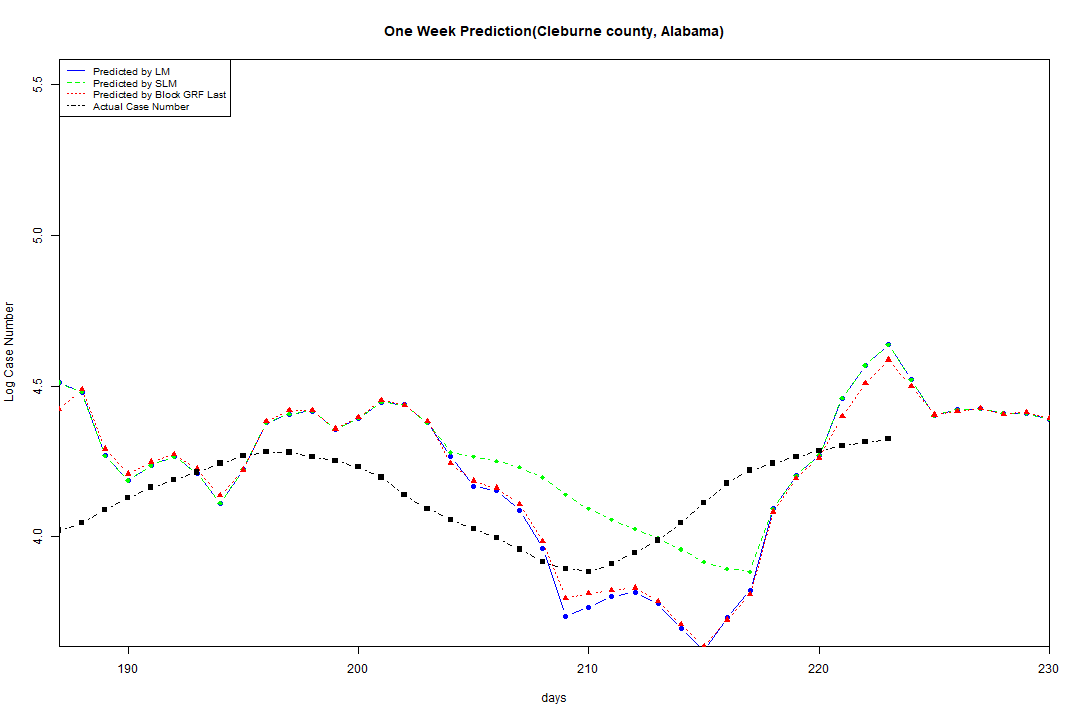 One Week Prediction(Cleburne county, Alabama)
Predicted by LM
Predicted by SLM
Predicted by Block GRF Last
Actual Case Number
5.5
5.0
4.5
4.0
Log Case Number
190 200 210 220 230
days